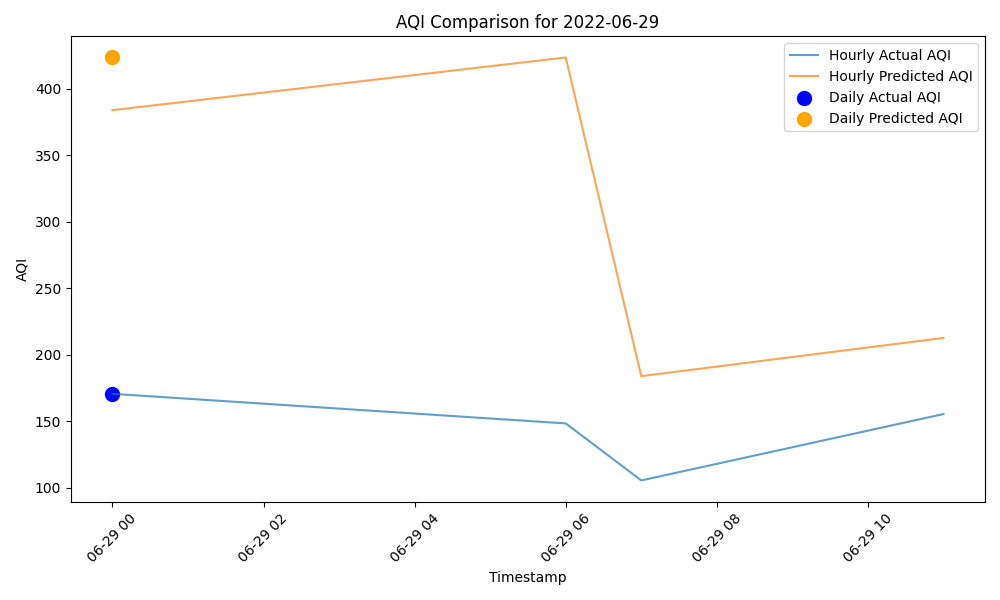 AQI Comparison for 2022-06-29
Hourly Actual AQI
Hourly Predicted AQI
Daily Actual AQI
Daily Predicted AQI
AQI
400
350
300
250
200
150
100
06-29 00
06-29 02
06-29 04
06-29 06
06-29 08
06-29 10
Timestamp